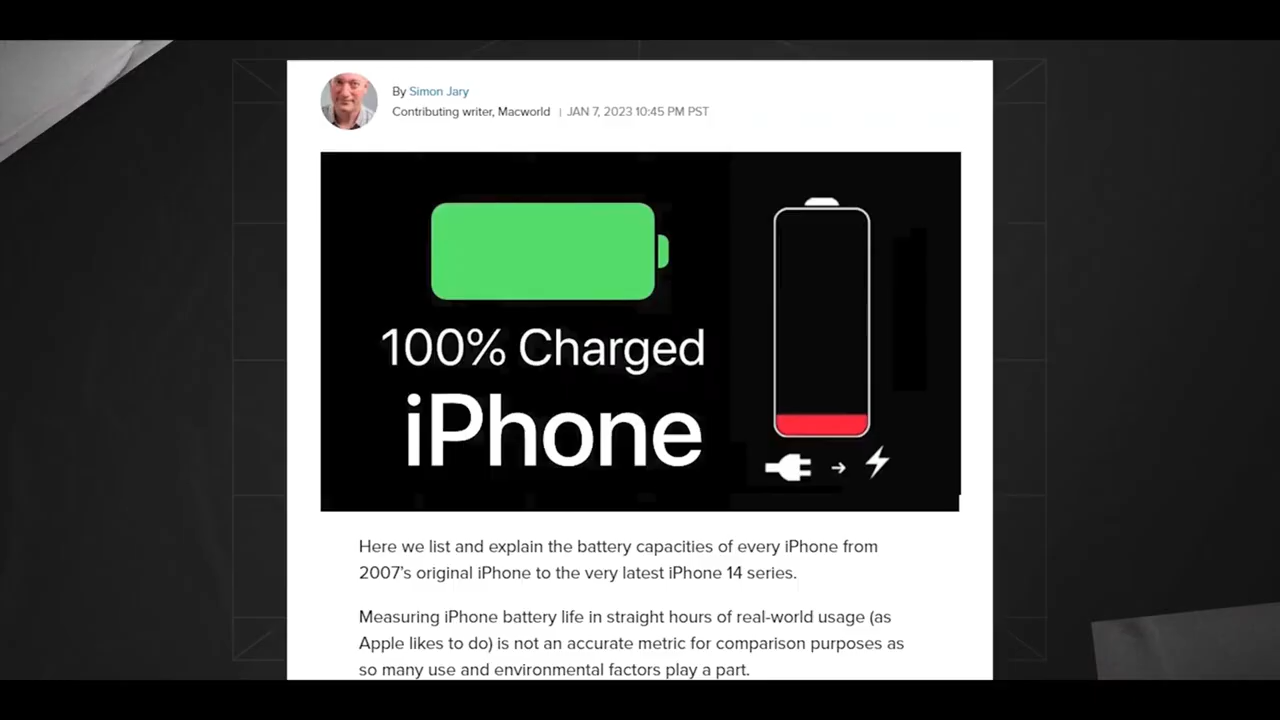 By Simon Jary
Contributing writer, Macworld | JAN 7, 2023 10:45 PM PST
100% Charged
iPhone
Here we list and explain the battery capacities of every iPhone from
2007's original iPhone to the very latest iPhone 14 series.
Measuring iPhone battery life in straight hours of real-world usage (as
Apple likes to do) is not an accurate metric for comparison purposes as
so many use and environmental factors play a part.